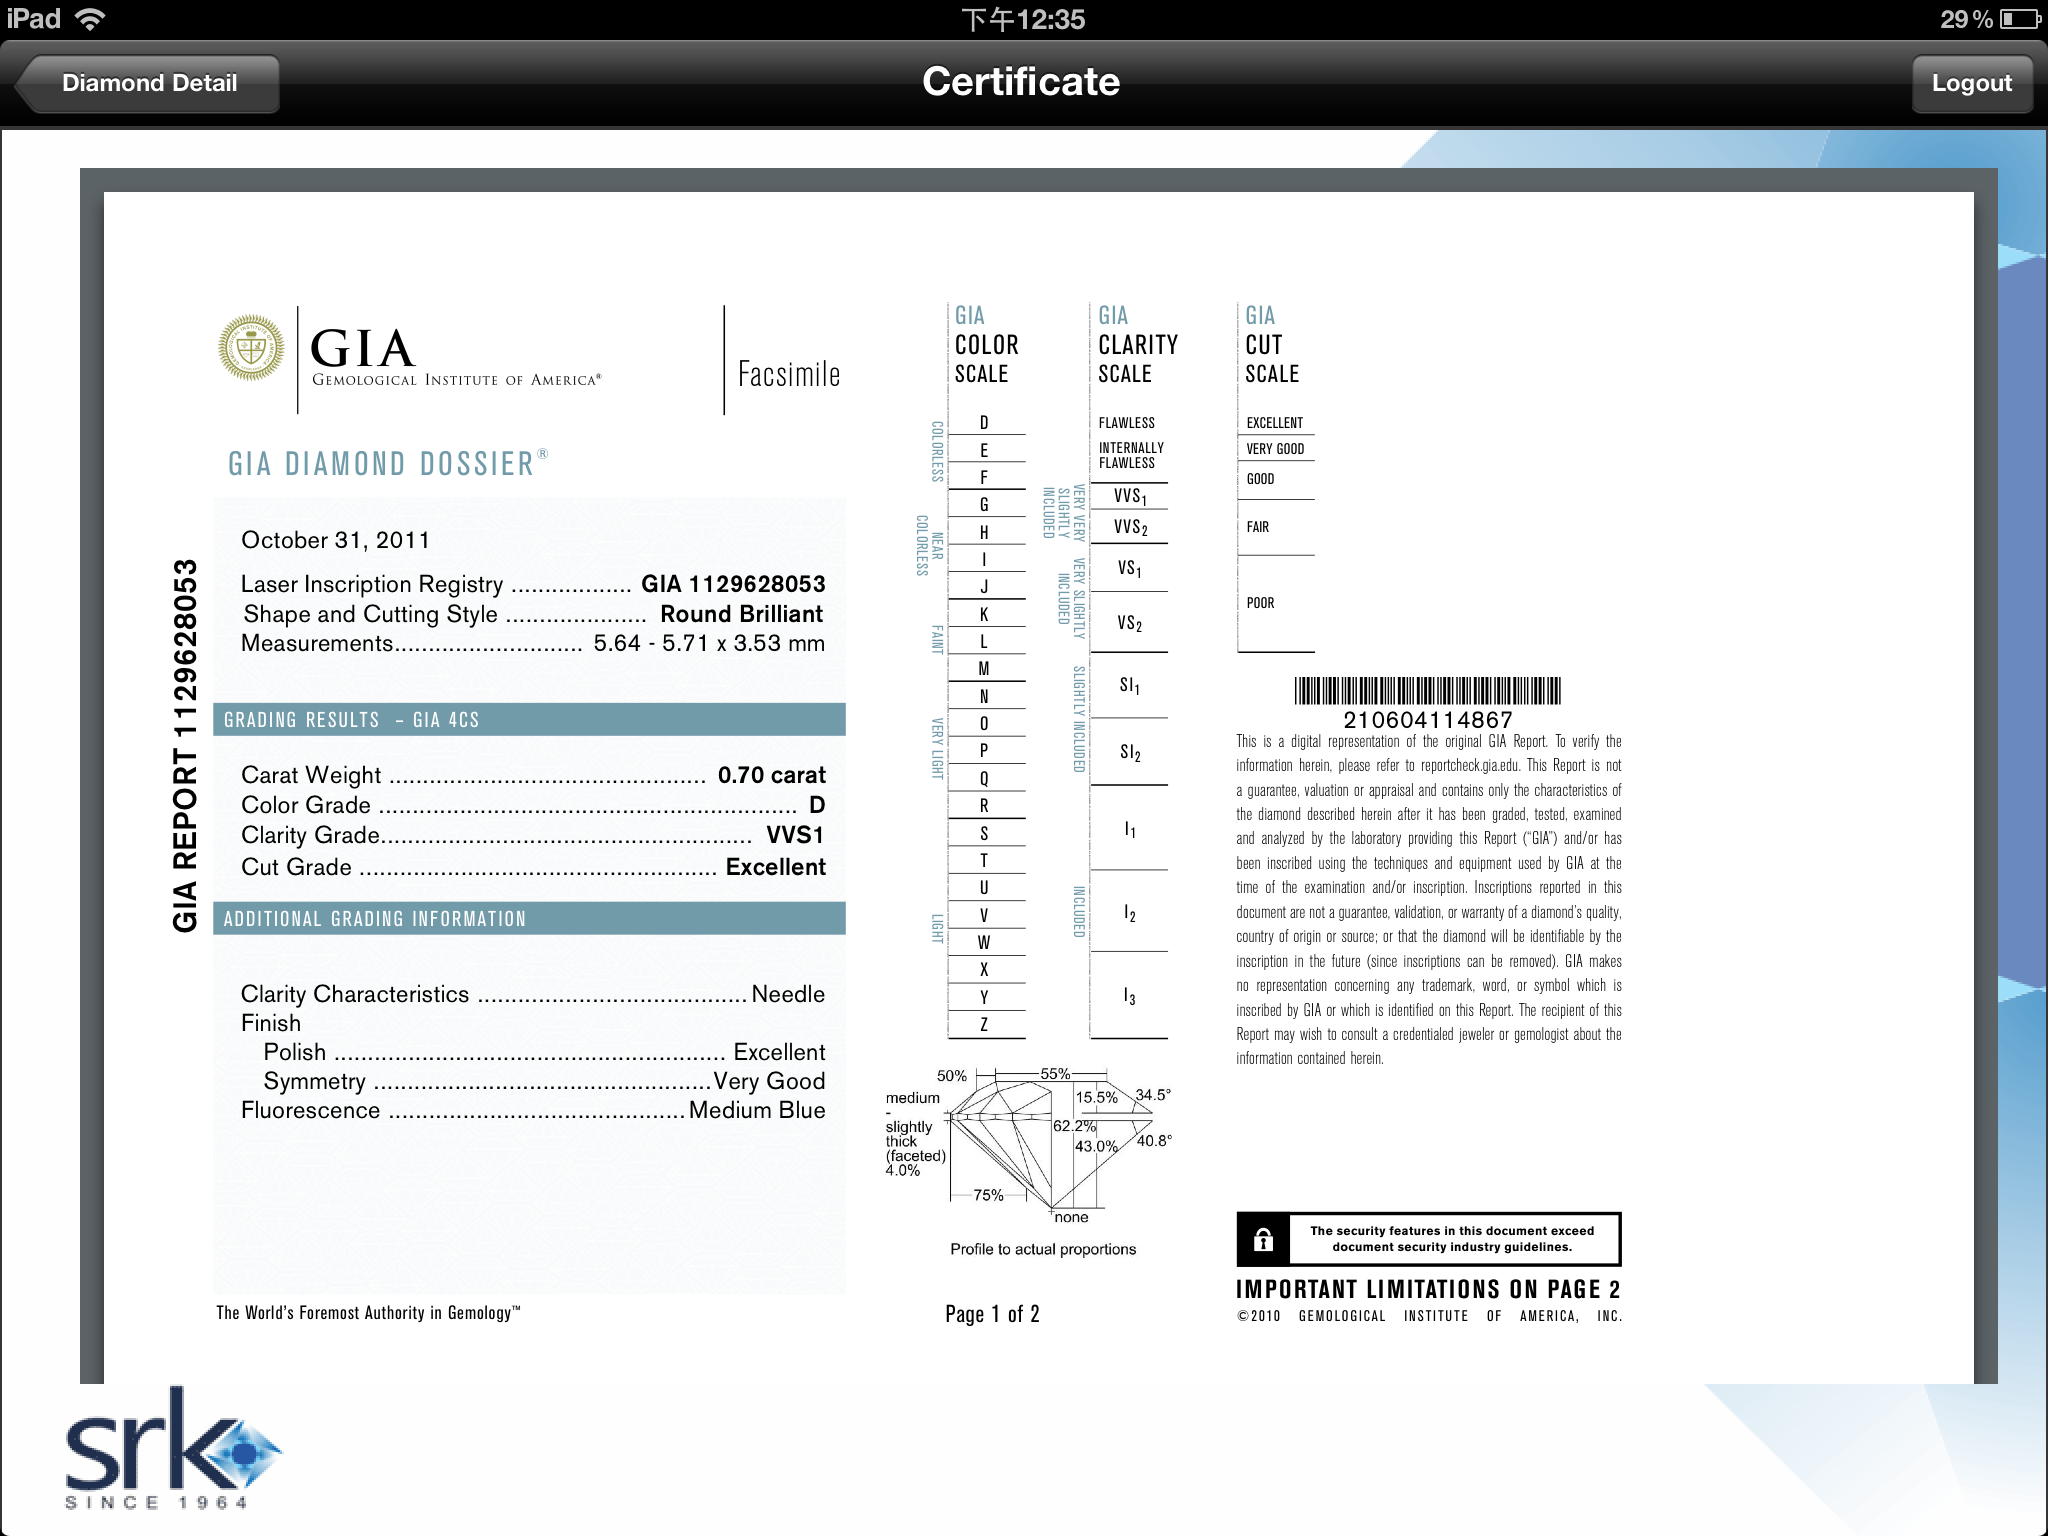 iPad
下午12:35
29%
Diamond Detail
Certificate
Logout
GIA
GEMOLOGICAL INSTITUTE OF AMERICA®
Facsimile
GIA DIAMOND DOSSIER®
GIA REPORT 1129628053
October 31, 2011
Laser Inscription Registry .................. GIA 1129628053
Shape and Cutting Style ..................... Round Brilliant
Measurements............................ 5.64 - 5.71 x 3.53 mm
GRADING RESULTS – GIA 4CS
Carat Weight ............................................... 0.70 carat
Color Grade .............................................................. D
Clarity Grade....................................................... VVS1
Cut Grade ..................................................... Excellent
ADDITIONAL GRADING INFORMATION
Clarity Characteristics ........................................ Needle
Finish
Polish .......................................................... Excellent
Symmetry ..................................................Very Good
Fluorescence ............................................Medium Blue
The World's Foremost Authority in Gemology™
GIA
COLOR
SCALE
COLORLESS
NEAR
COLORLESS
FAINT
VERY LIGHT
LIGHT
D
E
F
G
H
I
J
K
L
M
N
O
P
Q
R
S
T
U
V
W
X
Y
Z
GIA
CLARITY
SCALE
VERY VERY
SLIGHTLY
INCLUDED
VERY SLIGHTLY
INCLUDED
SLIGHTLY INCLUDED
INCLUDED
FLAWLESS
INTERNALLY
FLAWLESS
VVS1
VVS2
VS1
VS2
SI1
SI2
I1
I2
I3
GIA
CUT
SCALE
EXCELLENT
VERY GOOD
GOOD
FAIR
POOR
50%
55%
medium
-
slightly
thick
(faceted)
4.0%
15.5%
34.5°
62.2%
43.0%
40.8°
75%
none
Profile to actual proportions
Page 1 of 2
210604114867
This is a digital representation of the original GIA Report. To verify the
information herein, please refer to reportcheck.gia.edu. This Report is not
a guarantee, valuation or appraisal and contains only the characteristics of
the diamond described herein after it has been graded, tested, examined
and analyzed by the laboratory providing this Report (“GIA”) and/or has
been inscribed using the techniques and equipment used by GIA at the
time of the examination and/or inscription. Inscriptions reported in this
document are not a guarantee, validation, or warranty of a diamond's quality,
country of origin or source; or that the diamond will be identifiable by the
inscription in the future (since inscriptions can be removed). GIA makes
no representation concerning any trademark, word, or symbol which is
inscribed by GIA or which is identified on this Report. The recipient of this
Report may wish to consult a credentialed jeweler or gemologist about the
information contained herein.
The security features in this document exceed
document security industry guidelines.
IMPORTANT LIMITATIONS ON PAGE 2
©2010 GEMOLOGICAL INSTITUTE OF AMERICA, INC.
srk
SINCE 1964